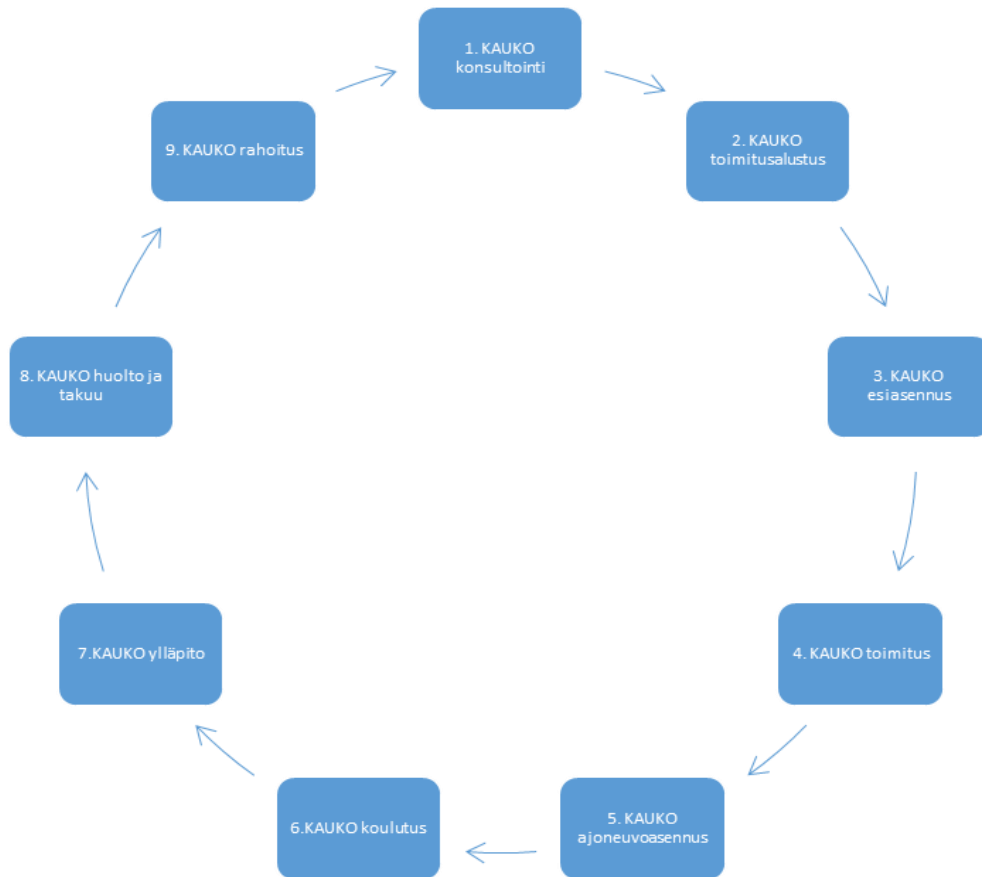 1. KAUKO
konsultointi
2. KAUKO
toimitusalustus
3. KAUKO
esiasennus
4. KAUKO toimitus
5. KAUKO
ajoneuvoasennus
6.KAUKO koulutus
7.KAUKO ylläpito
8. KAUKO huolto ja
takuu
9. KAUKO rahoitus